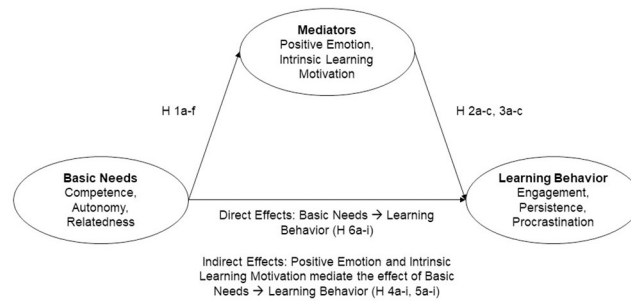 Mediators
Positive Emotion,
Intrinsic Learning
Motivation
H 1a-f
H 2a-c, 3a-c
Basic Needs
Competence,
Autonomy,
Relatedness
Learning Behavior
Engagement,
Persistence,
Procrastination
Direct Effects: Basic Needs → Learning
Behavior (H 6a-i)
Indirect Effects: Positive Emotion and Intrinsic
Learning Motivation mediate the effect of Basic
Needs → Learning Behavior (H 4a-i, 5a-i)